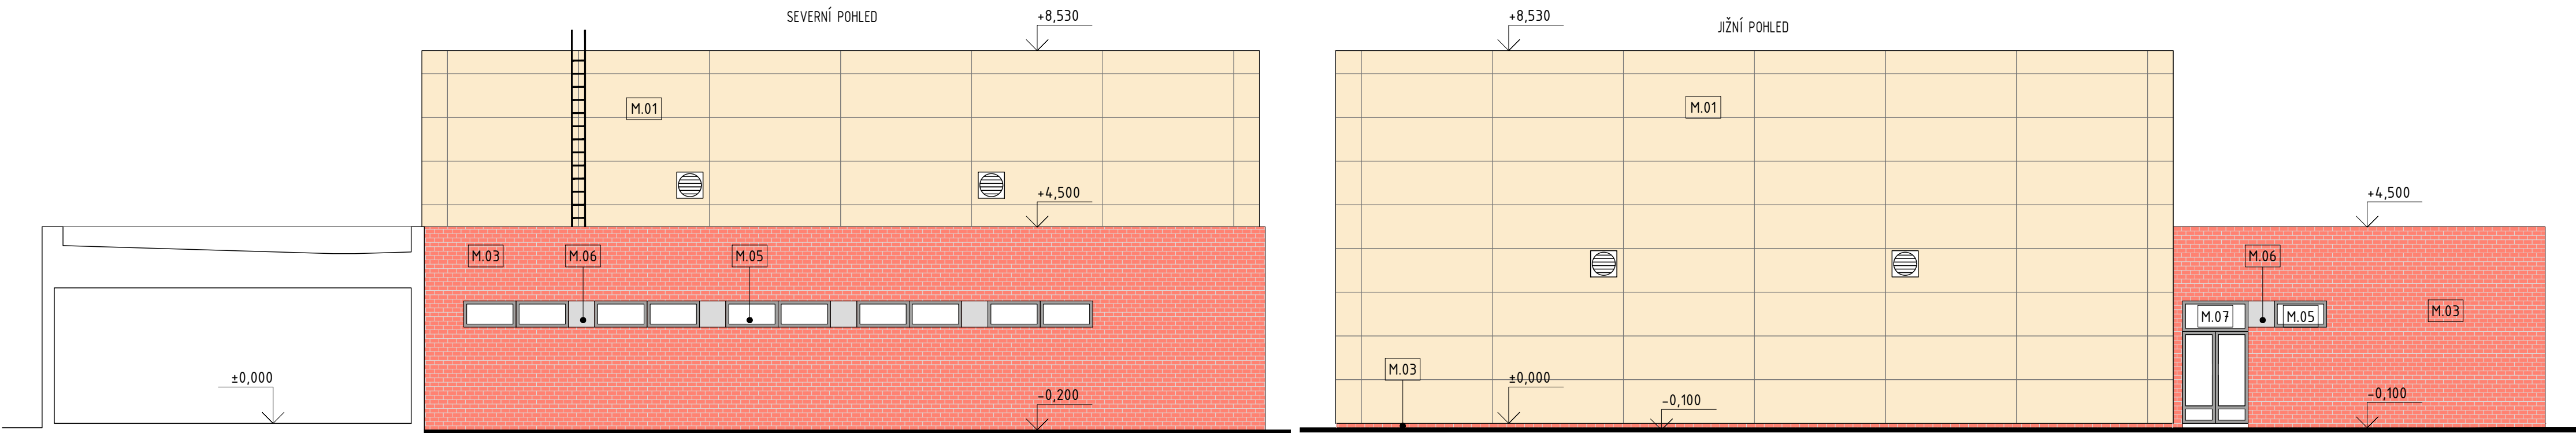 SEVERNÍ POHLED
+8,530
M.01
+4,500
M.03
M.06
M.05
±0,000
-0,200
+8,530
JIŽNÍ POHLED
M.01
+4,500
M.06
M.07
M.05
M.03
M.03
±0,000
-0,100
-0,100